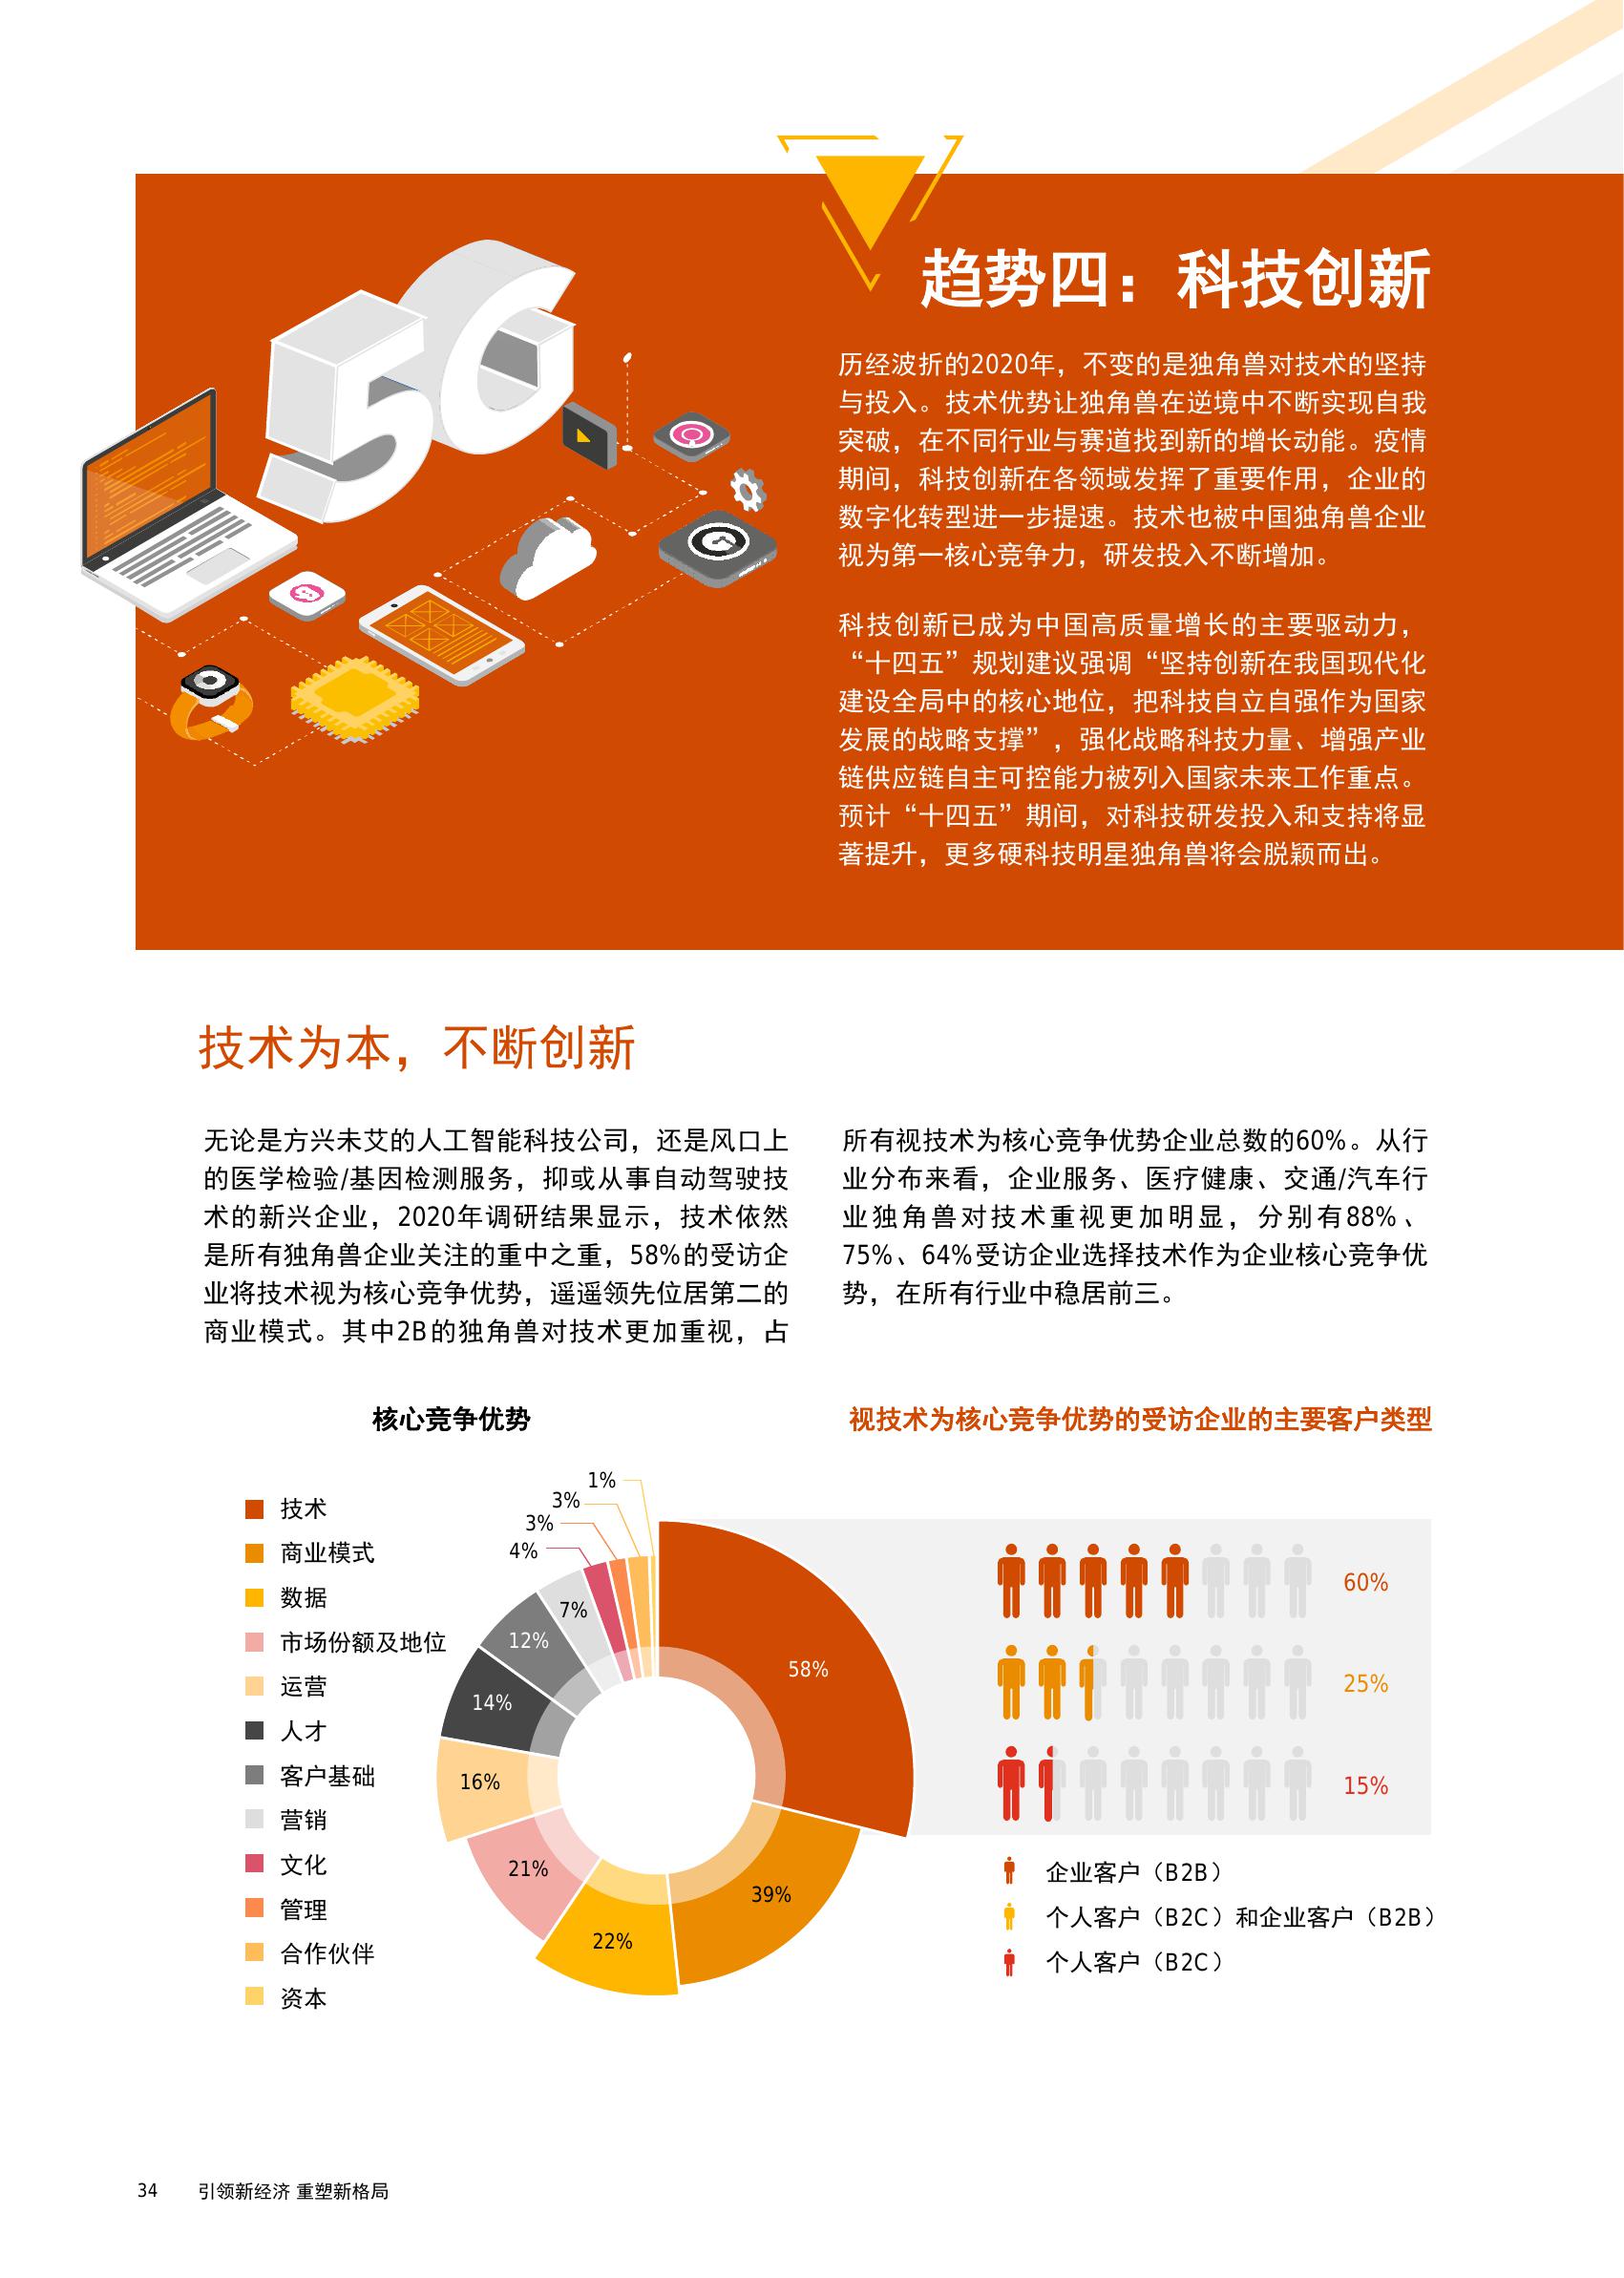 趋势四：科技创新
历经波折的2020年，不变的是独角兽对技术的坚持
与投入。技术优势让独角兽在逆境中不断实现自我
突破，在不同行业与赛道找到新的增长动能。疫情
期间，科技创新在各领域发挥了重要作用，企业的
数字化转型进一步提速。技术也被中国独角兽企业
视为第一核心竞争力，研发投入不断增加。
科技创新已成为中国高质量增长的主要驱动力，
“十四五”规划建议强调“坚持创新在我国现代化
建设全局中的核心地位，把科技自立自强作为国家
发展的战略支撑”，强化战略科技力量、增强产业
链供应链自主可控能力被列入国家未来工作重点。
预计“十四五”期间，对科技研发投入和支持将显
著提升，更多硬科技明星独角兽将会脱颖而出。
5G
技术为本，不断创新
无论是方兴未艾的人工智能科技公司，还是风口上
的医学检验/基因检测服务，抑或从事自动驾驶技
术的新兴企业，2020年调研结果显示，技术依然
是所有独角兽企业关注的重中之重，58%的受访企
业将技术视为核心竞争优势，遥遥领先位居第二的
商业模式。其中2B的独角兽对技术更加重视，占
所有视技术为核心竞争优势企业总数的60%。从行
业分布来看，企业服务、医疗健康、交通/汽车行
业独角兽对技术重视更加明显，分别有88%、
75%、64%受访企业选择技术作为企业核心竞争优
势，在所有行业中稳居前三。
核心竞争优势
技术
商业模式
数据
市场份额及地位
运营
人才
客户基础
营销
文化
管理
合作伙伴
资本
1%
3%
3%
4%
7%
12%
14%
16%
21%
22%
39%
58%
视技术为核心竞争优势的受访企业的主要客户类型
60%
25%
15%
企业客户（B2B）
个人客户（B2C）和企业客户（B2B）
个人客户（B2C）
34 引领新经济 重塑新格局